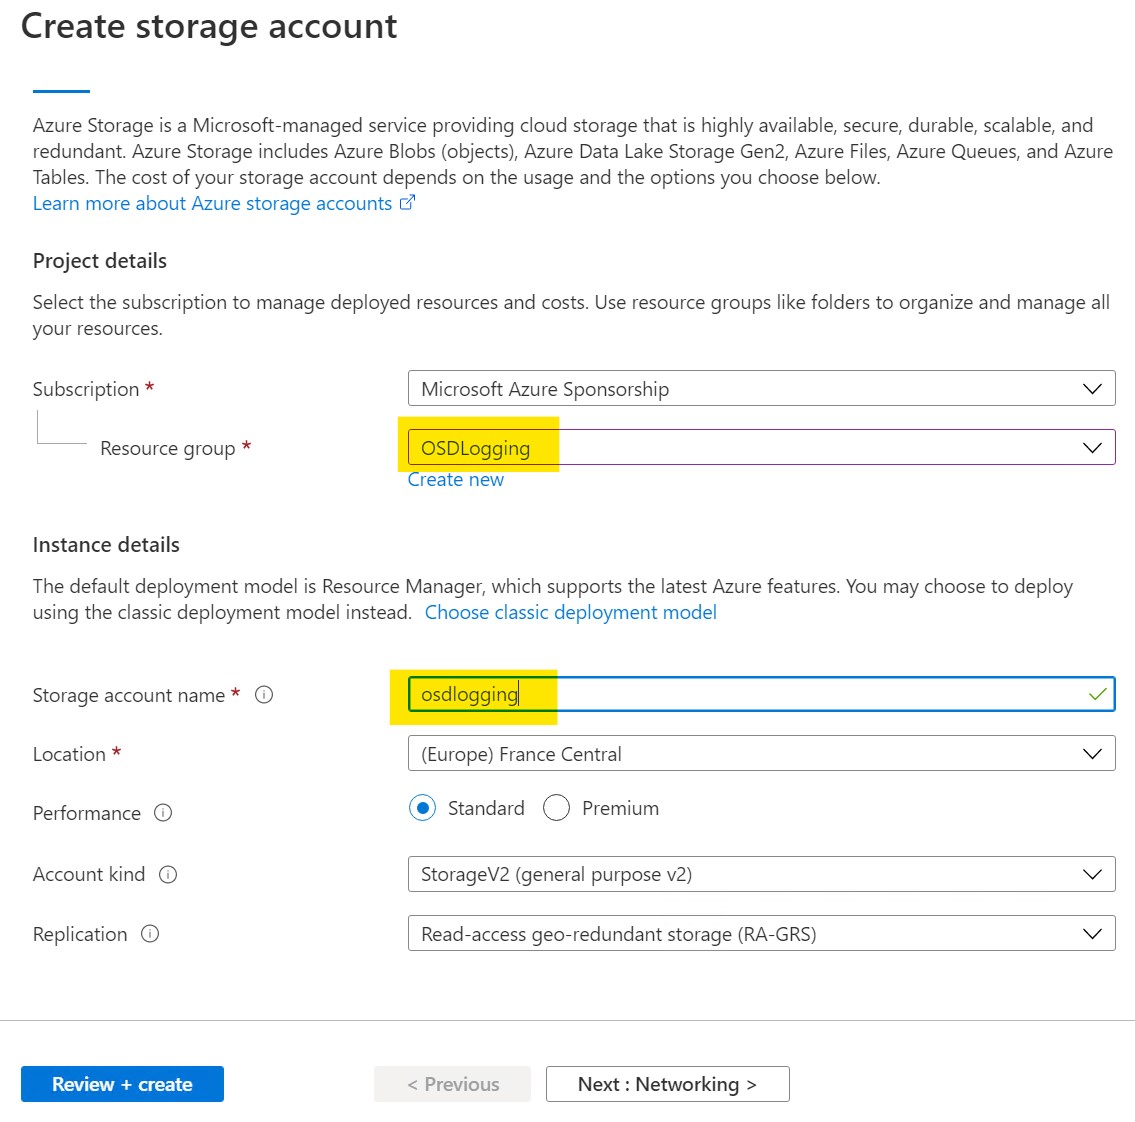 Create storage account
Azure Storage is a Microsoft-managed service providing cloud storage that is highly available, secure, durable, scalable, and
redundant. Azure Storage includes Azure Blobs (objects), Azure Data Lake Storage Gen2, Azure Files, Azure Queues, and Azure
Tables. The cost of your storage account depends on the usage and the options you choose below.
Learn more about Azure storage accounts
Project details
Select the subscription to manage deployed resources and costs. Use resource groups like folders to organize and manage all
your resources.
Subscription * Microsoft Azure Sponsorship
Resource group * OSDLogging
Create new
Instance details
The default deployment model is Resource Manager, which supports the latest Azure features. You may choose to deploy
using the classic deployment model instead. Choose classic deployment model
Storage account name * osdlogging
Location * (Europe) France Central
Performance Standard Premium
Account kind StorageV2 (general purpose v2)
Replication Read-access geo-redundant storage (RA-GRS)
Review + create < Previous Next : Networking >